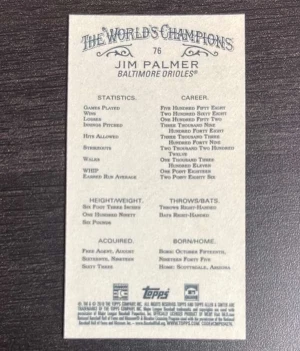 THE WORLD'S CHAMPIONS
76
JIM PALMER
BALTIMORE ORIOLES®
STATISTICS. CAREER.
GAMES PLAYED FIVE HUNDRED FIFTY EIGHT
WINS TWO HUNDRED SIXTY EIGHT
LOSSES ONE HUNDRED FIFTY TWO
INNINGS PITCHED THREE THOUSAND NINE
HUNDRED FORTY EIGHT
HITS ALLOWED THREE THOUSAND THREE
HUNDRED FORTY NINE
STRIKEOUTS TWO THOUSAND TWO HUNDRED
TWELVE
WALKS ONE THOUSAND THREE
HUNDRED ELEVEN
WHIP ONE POINT EIGHTEEN
EARNED RUN AVERAGE TWO POINT EIGHTY SIX
HEIGHT/WEIGHT. THROWS/BATS.
SIX FOOT THREE INCHES THROWS RIGHT-HANDED
ONE HUNDRED NINETY BATS RIGHT-HANDED
SIX POUNDS
ACQUIRED. BORN/HOME.
FREE AGENT, AUGUST BORN: OCTOBER FIFTEENTH,
SIXTEENTH, NINETEEN NINETEEN FORTY FIVE
SIXTY THREE HOME: SCOTTSDALE, ARIZONA
Topps